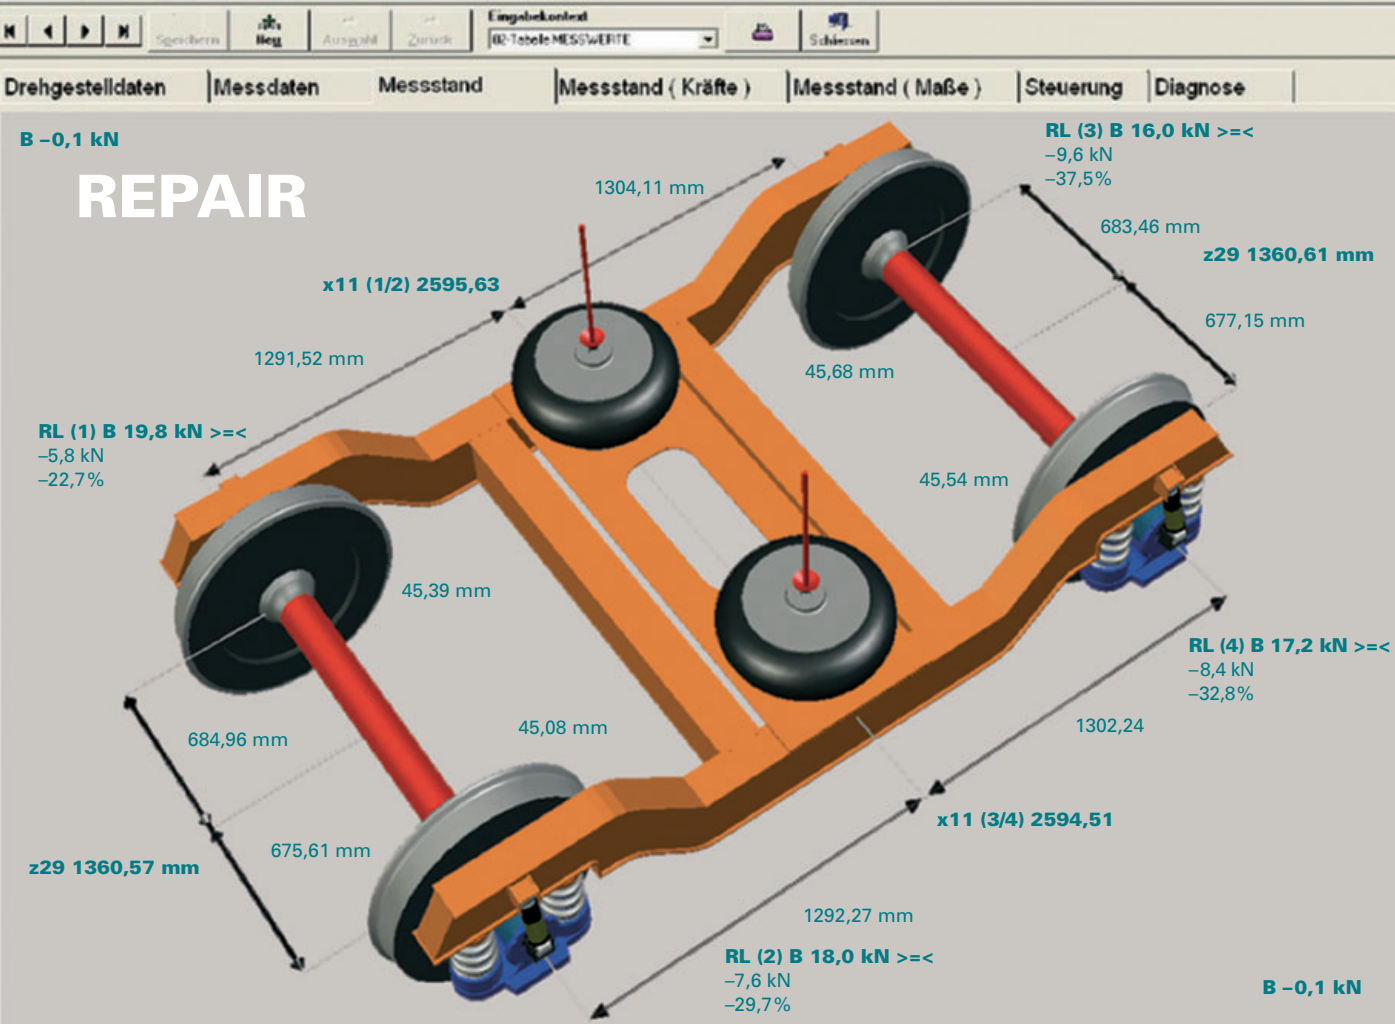 Eingabekontext
Speichern Neu Auswahl Zurück 02-Tabelle MESSWERTE Schiessen
Drehgestelldaten Messdaten Messstand Messstand ( Kräfte ) Messstand ( Maße ) Steuerung Diagnose
B –0,1 kN
REPAIR
RL (3) B 16,0 kN >=<
–9,6 kN
–37,5%
1304,11 mm
683,46 mm
z29 1360,61 mm
x11 (1/2) 2595,63
677,15 mm
1291,52 mm
45,68 mm
RL (1) B 19,8 kN >=<
–5,8 kN
–22,7%
45,54 mm
45,39 mm
RL (4) B 17,2 kN >=<
–8,4 kN
–32,8%
684,96 mm
45,08 mm
1302,24
x11 (3/4) 2594,51
675,61 mm
z29 1360,57 mm
1292,27 mm
RL (2) B 18,0 kN >=<
–7,6 kN
–29,7%
B –0,1 kN